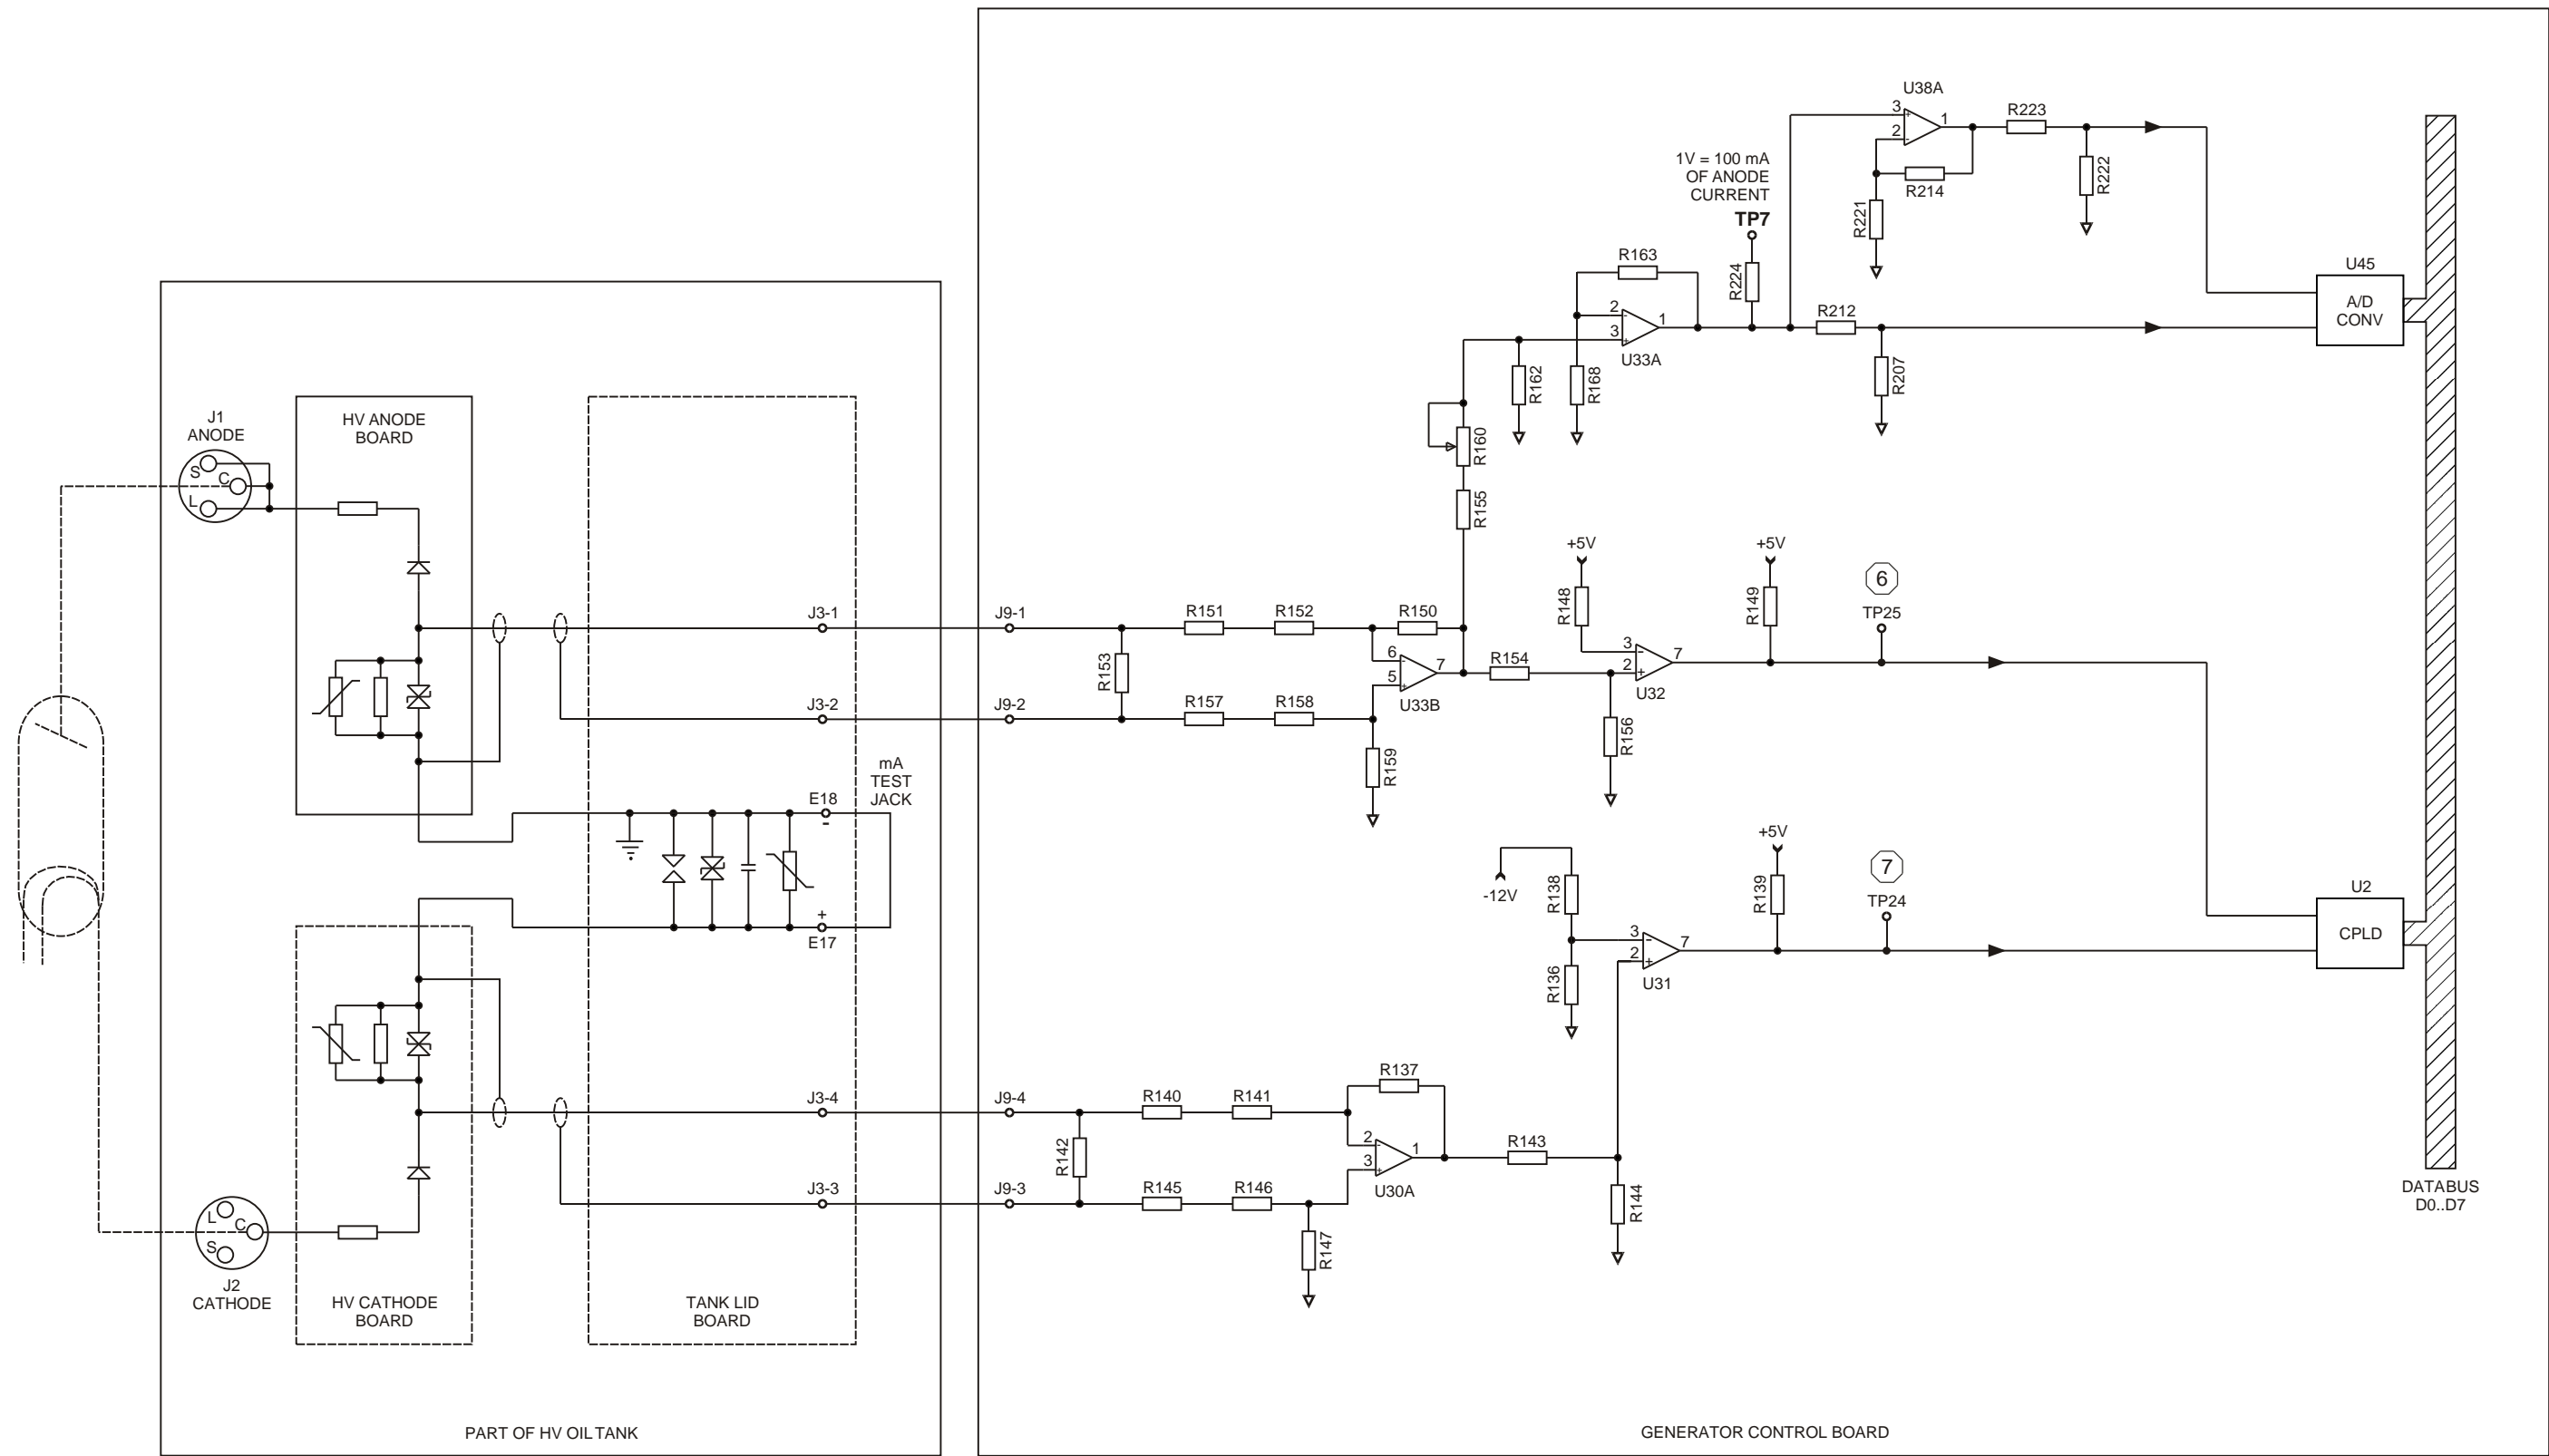 U38A
3
+
2
-
1
R223
R222
R214
R221
1V = 100 mA
OF ANODE
CURRENT
TP7
R224
R163
2
-
3
+
1
U33A
R212
R207
R162
R168
R160
R155
U45
A/D
CONV
J1
ANODE
S
C
L
HV ANODE
BOARD
J3-1
J9-1
R151
R152
R150
R153
6
-
5
+
7
U33B
J3-2
J9-2
R157
R158
R159
R154
+5V
R148
3
-
2
+
7
U32
R156
+5V
R149
6
TP25
mA
TEST
JACK
E18
-
+
E17
-12V
R138
R136
3
-
2
+
7
U31
+5V
R139
7
TP24
U2
CPLD
J3-4
J9-4
R140
R141
R137
R142
2
-
3
+
1
U30A
R143
R144
J3-3
J9-3
R145
R146
R147
L
C
S
J2
CATHODE
HV CATHODE
BOARD
TANK LID
BOARD
DATABUS
D0..D7
PART OF HV OIL TANK
GENERATOR CONTROL BOARD